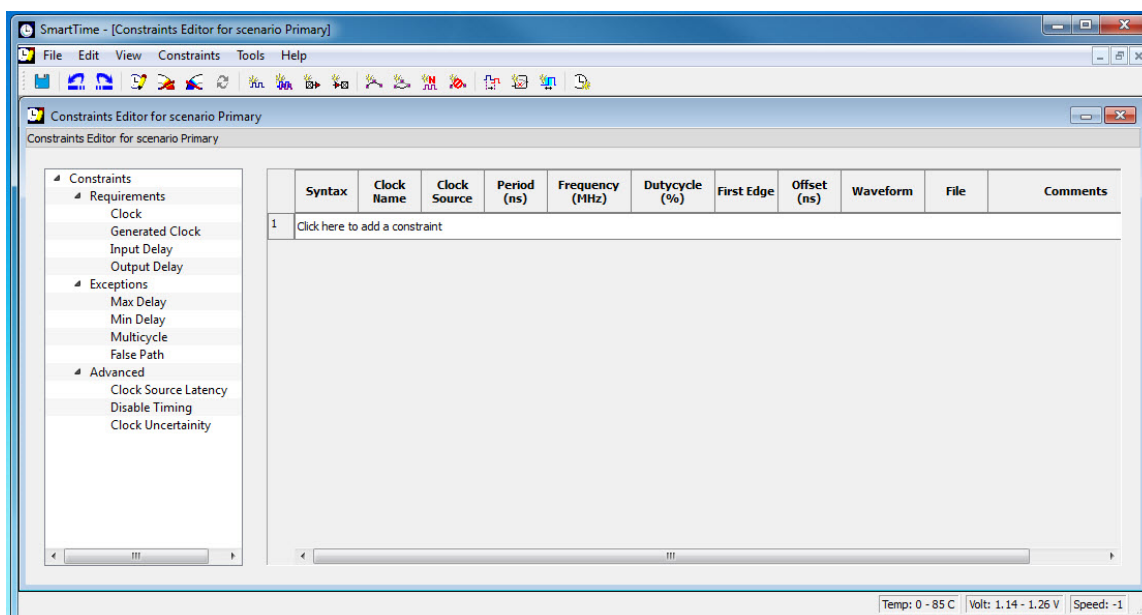 SmartTime - [Constraints Editor for scenario Primary]
File Edit View Constraints Tools Help
Constraints Editor for scenario Primary
Constraints Editor for scenario Primary
Constraints
Requirements
Clock
Generated Clock
Input Delay
Output Delay
Exceptions
Max Delay
Min Delay
Multicycle
False Path
Advanced
Clock Source Latency
Disable Timing
Clock Uncertainity
Syntax Clock Name Clock Source Period (ns) Frequency (MHz) Dutycycle (%) First Edge Offset (ns) Waveform File Comments
1 Click here to add a constraint
Temp: 0 - 85 C Volt: 1.14 - 1.26 V Speed: -1